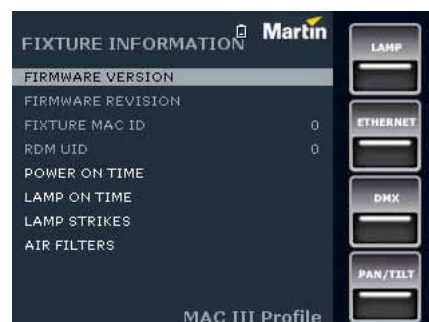 FIXTURE INFORMATION
Martin
FIRMWARE VERSION
FIRMWARE REVISION
FIXTURE MAC ID 0
RDM UID 0
POWER ON TIME
LAMP ON TIME
LAMP STRIKES
AIR FILTERS
MAC III Profile
LAMP
ETHERNET
DMX
PAN/TILT